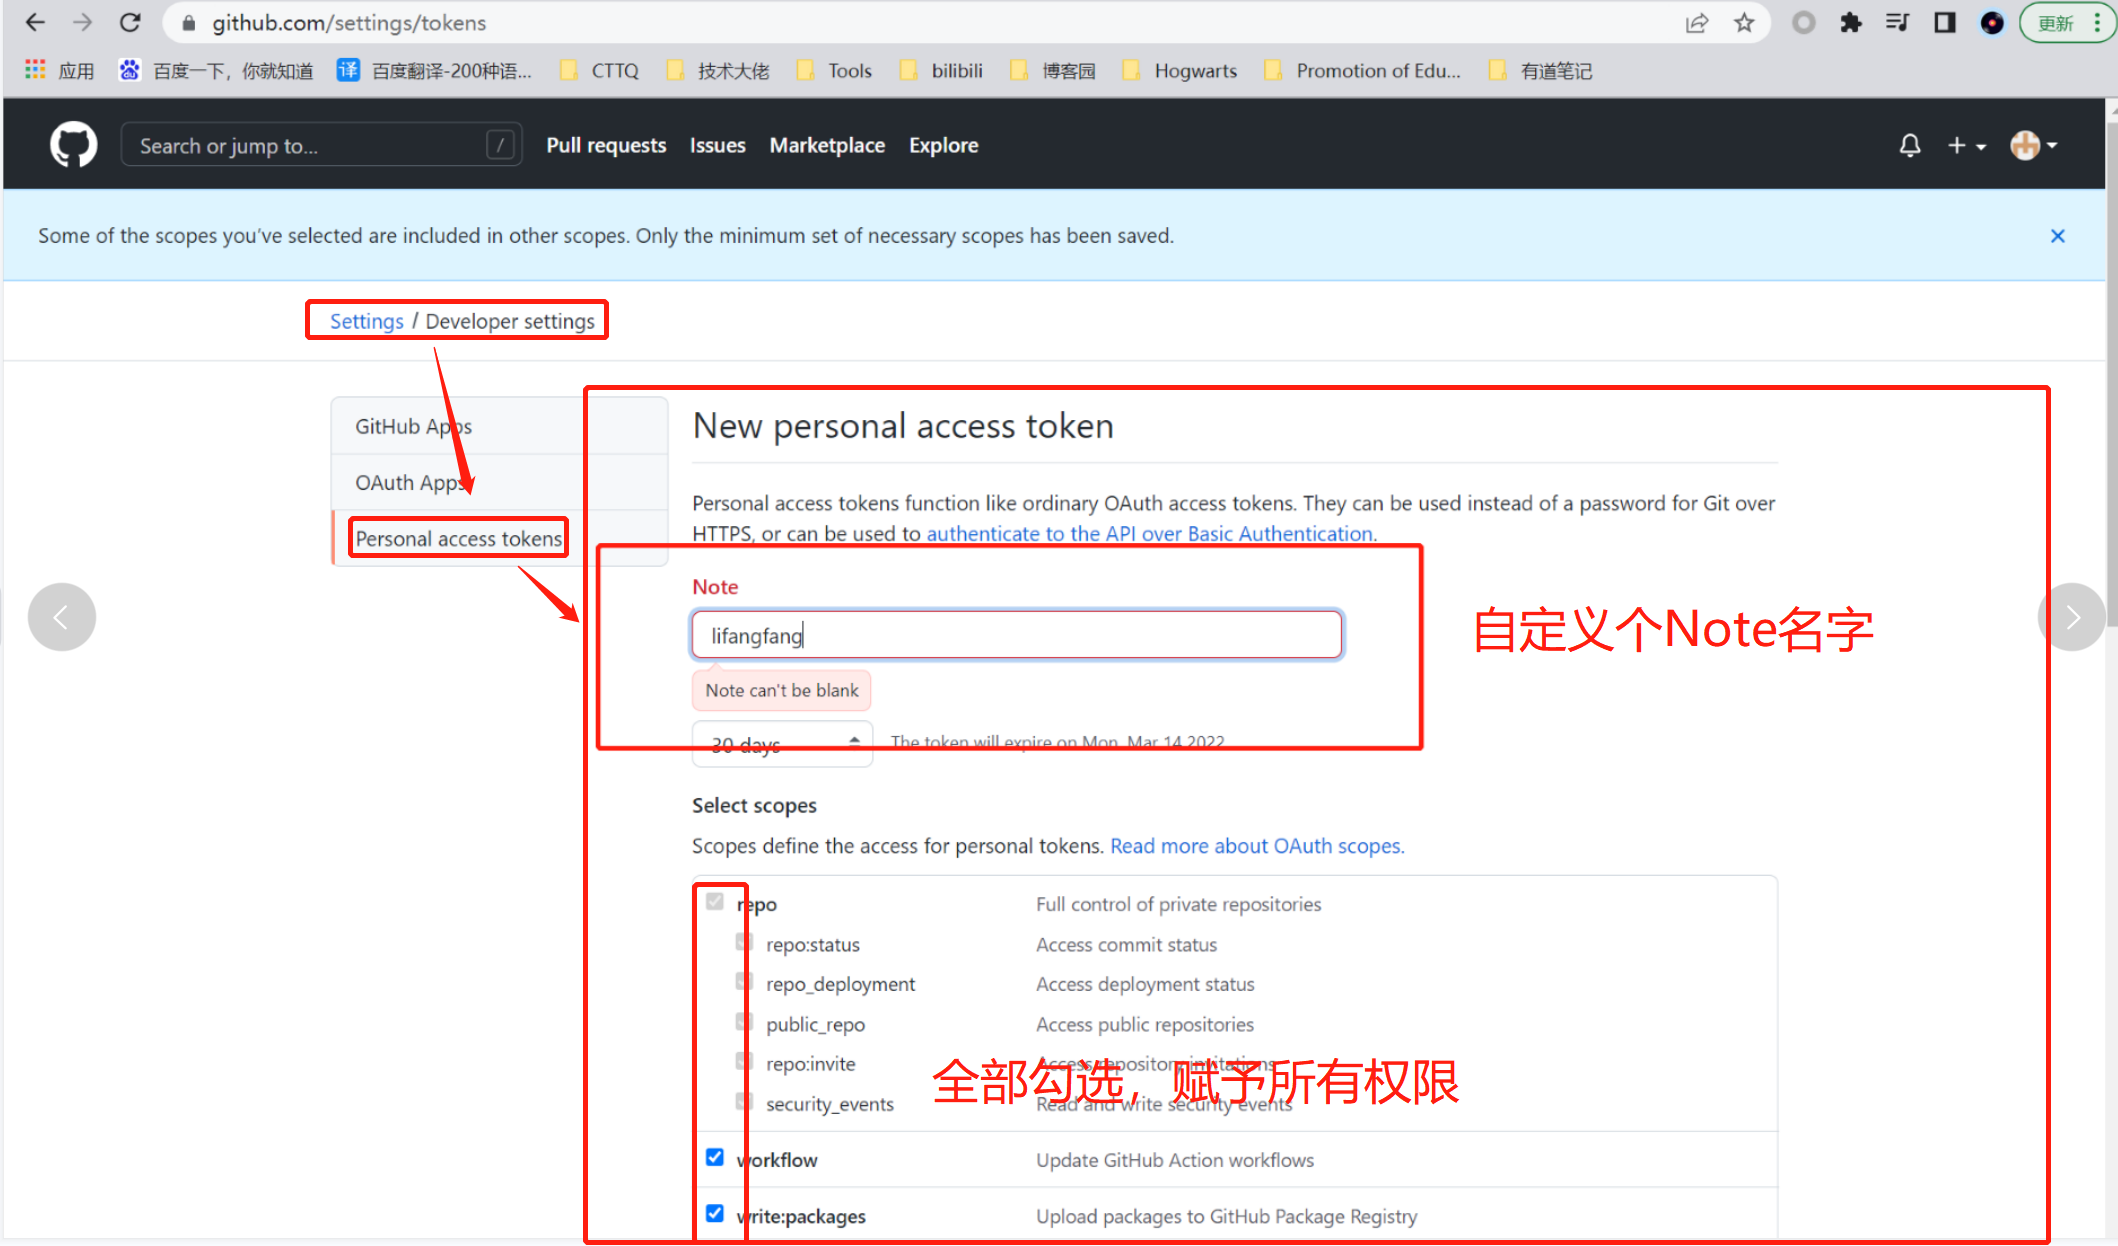 github.com/settings/tokens
更新
应用
百度一下，你就知道
译
百度翻译-200种语...
CTTQ
技术大佬
Tools
bilibili
博客园
Hogwarts
Promotion of Edu...
有道笔记
Search or jump to...
/
Pull requests
Issues
Marketplace
Explore
Some of the scopes you've selected are included in other scopes. Only the minimum set of necessary scopes has been saved.
Settings / Developer settings
GitHub Apps
OAuth Apps
Personal access tokens
New personal access token
Personal access tokens function like ordinary OAuth access tokens. They can be used instead of a password for Git over
HTTPS, or can be used to authenticate to the API over Basic Authentication.
Note
lifangfang
自定义个Note名字
Note can't be blank
30 days
The token will expire on Mon, Mar 14 2022
Select scopes
Scopes define the access for personal tokens. Read more about OAuth scopes.
repo
Full control of private repositories
repo:status
Access commit status
repo_deployment
Access deployment status
public_repo
Access public repositories
repo:invite
Access repository invitations
全部勾选，赋予所有权限
security_events
Read and write security events
workflow
Update GitHub Action workflows
write:packages
Upload packages to GitHub Package Registry